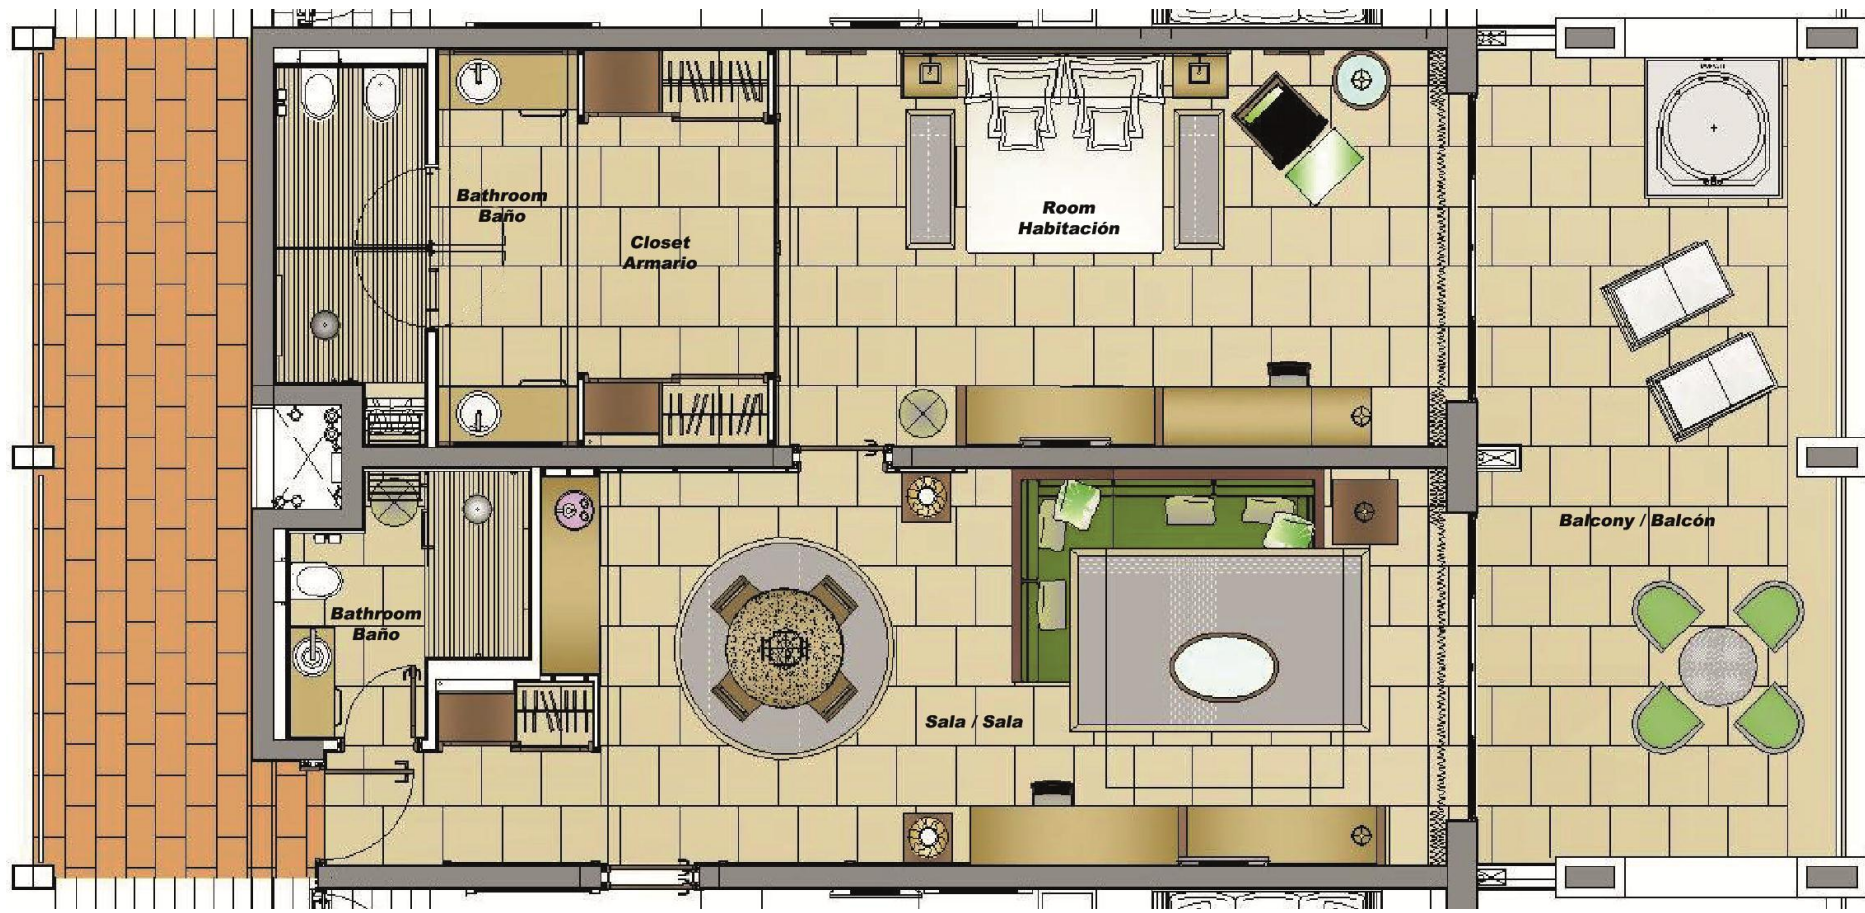 Bathroom
Baño
Closet
Armario
Room
Habitación
Balcony / Balcón
Bathroom
Baño
Sala / Sala